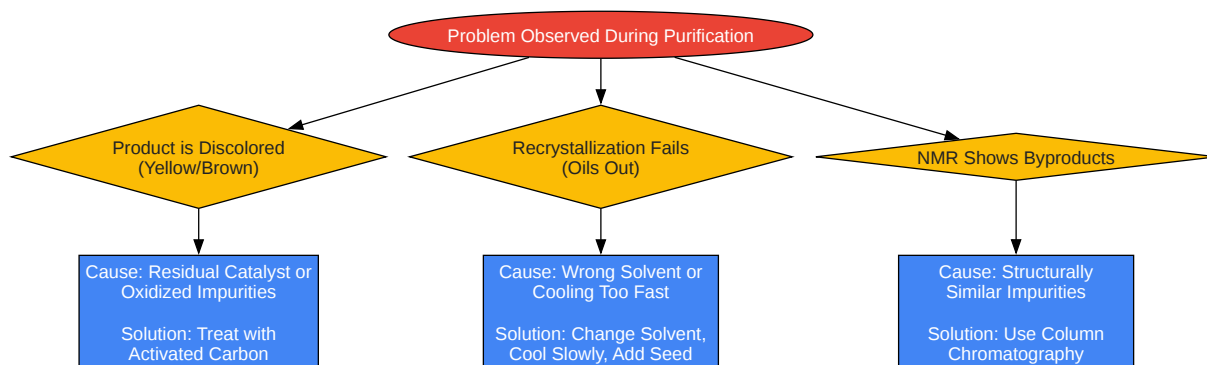 Problem Observed During Purification
Product is Discolored
(Yellow/Brown)
Recrystallization Fails
(Oils Out)
NMR Shows Byproducts
Cause: Residual Catalyst or
Oxidized Impurities
Solution: Treat with
Activated Carbon
Cause: Wrong Solvent or
Cooling Too Fast
Solution: Change Solvent,
Cool Slowly, Add Seed
Cause: Structurally
Similar Impurities
Solution: Use Column
Chromatography